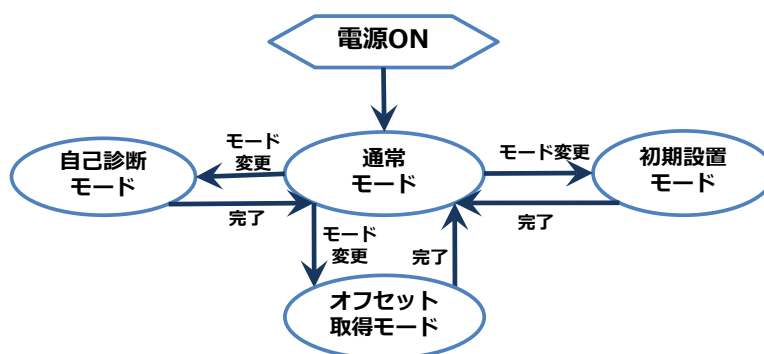 電源ON
モード
変更
自己診断
モード
通常
モード
モード変更
初期設置
モード
完了
モード
変更
完了
完了
オフセット
取得モード